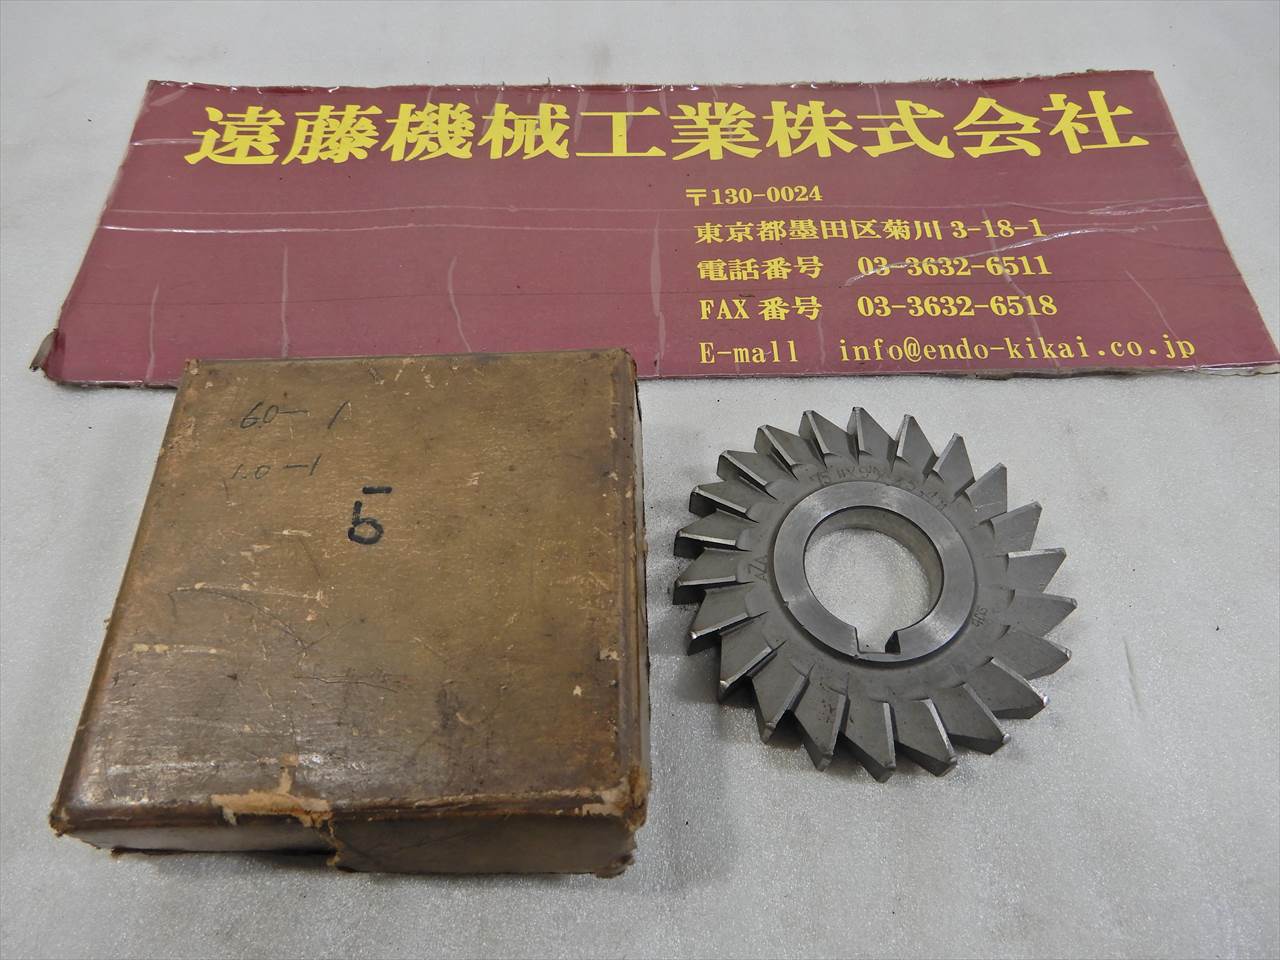 遠藤機械工業株式会社
〒130-0024
東京都墨田区菊川 3-18-1
電話番号 03-3632-6511
FAX 番号 03-3632-6518
E-mall info@endo-kikai.co.jp
60-1
1.0-1
5
AZA